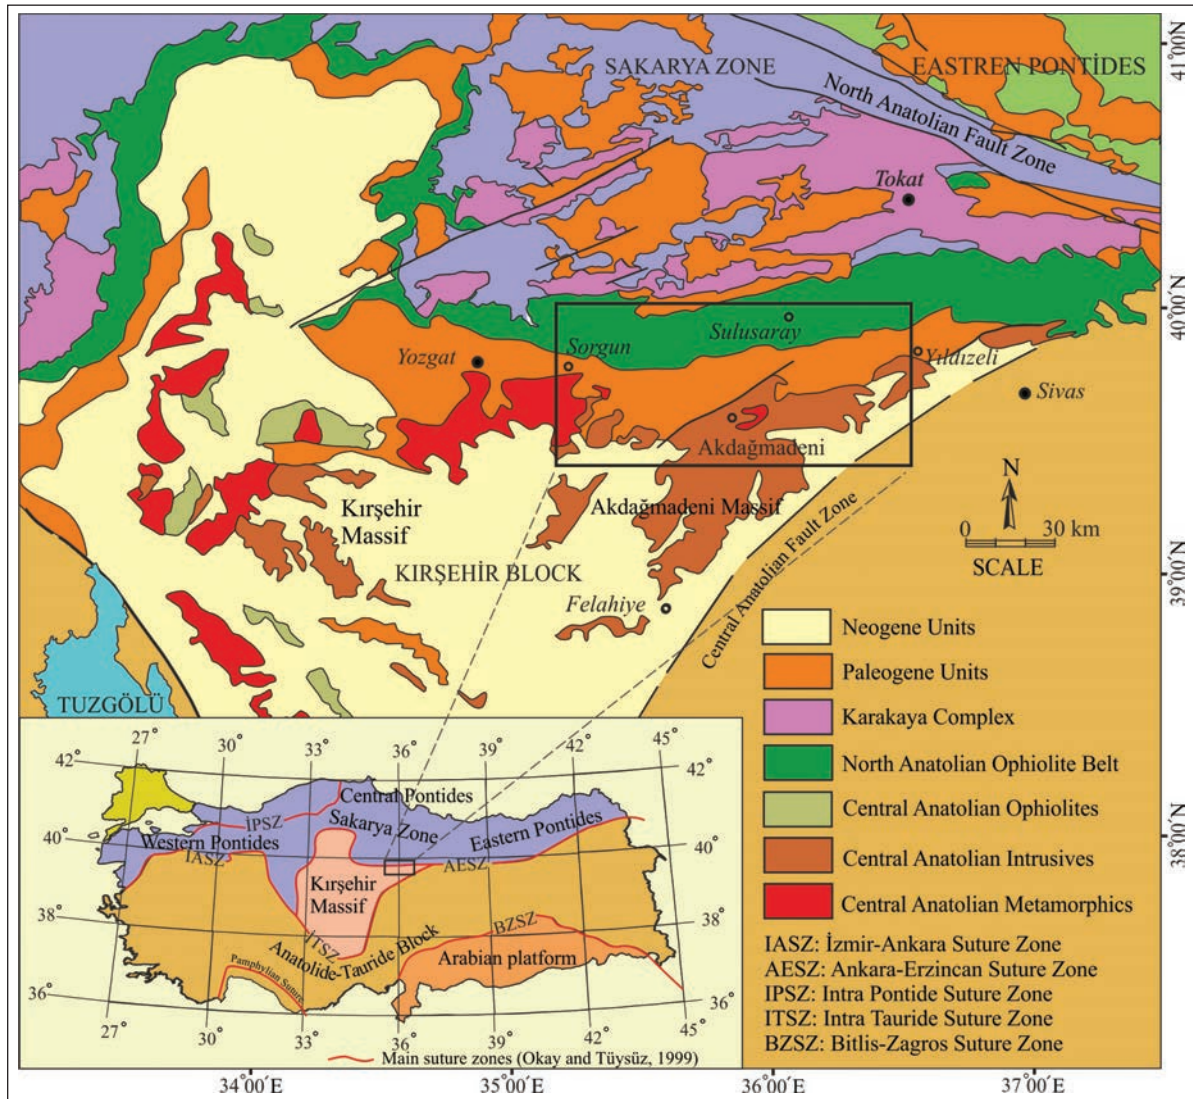 SAKARYA ZONE
EASTREN PONTİDES
41°00′N
North Anatolian Fault Zone
Tokat
40°00′N
Sulusaray
Sorgun
Yozgat
Yıldızeli
Sivas
Akdağmadeni
Kırşehir
Massif
Akdağmadeni Massif
N
0 30 km
SCALE
KIRŞEHİR BLOCK
39°00′N
Felahiye
Central Anatolian Fault Zone
TUZGÖLÜ
Neogene Units
Paleogene Units
Karakaya Complex
North Anatolian Ophiolite Belt
Central Anatolian Ophiolites
38°00′N
Central Anatolian Intrusives
Central Anatolian Metamorphics
IASZ: İzmir-Ankara Suture Zone
AESZ: Ankara-Erzincan Suture Zone
IPSZ: Intra Pontide Suture Zone
ITSZ: Intra Tauride Suture Zone
BZSZ: Bitlis-Zagros Suture Zone
27° 30° 33° 36° 39° 42° 45°
42° 42°
Central Pontides
İPSZ
Sakarya Zone
Eastern Pontides
40° 40°
Western Pontides
IASZ
AESZ
Kırşehir
Massif
38° 38°
İTSZ
BZSZ
Anatolide-Tauride Block
Arabian platform
Pamphylian Suture
36° 36°
27° 30° 33° 36° 39° 42° 45°
Main suture zones (Okay and Tüysüz, 1999)
34°00′E 35°00′E 36°00′E 37°00′E